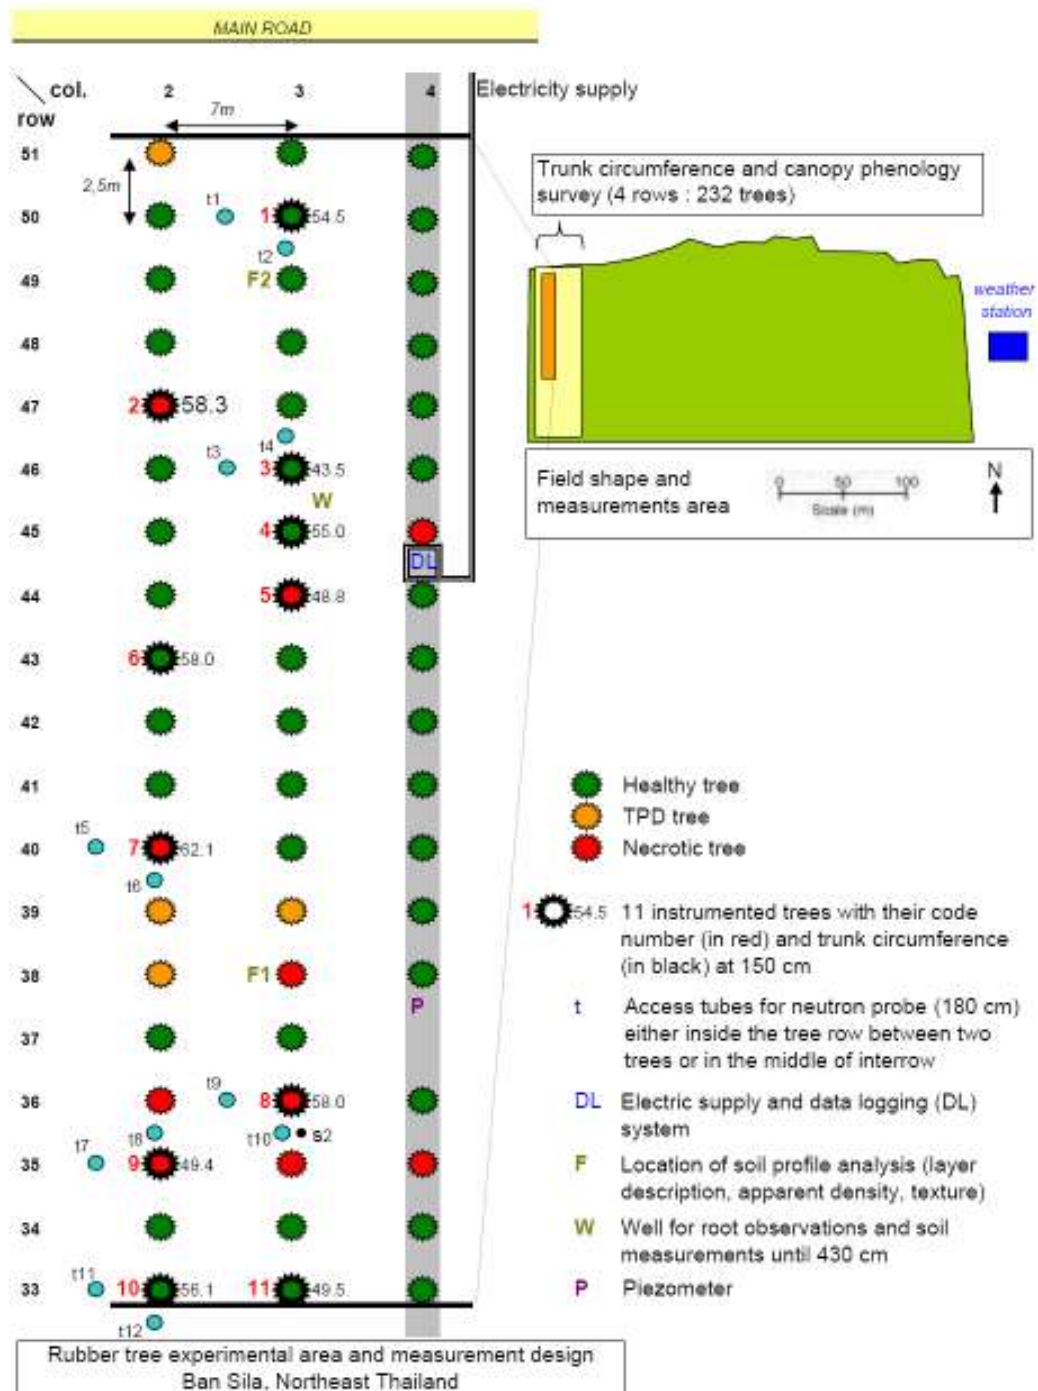 MAIN ROAD
col. 2 3 4 Electricity supply
row
7m
51
2,5m
Trunk circumference and canopy phenology
survey (4 rows : 232 trees)
t1
50 1 54.5
t2
49 F2
weather
station
48
47 2 58.3
t3 t4
46 3 43.5
W
Field shape and
measurements area
0 50 100
Scale (m)
N
45 4 55.0
DL
44 5 48.8
43 6 58.0
42
41
Healthy tree
TPD tree
Necrotic tree
t5
40 7 62.1
t6
39
1 54.5 11 instrumented trees with their code
number (in red) and trunk circumference
(in black) at 150 cm
38 F1
P
t Access tubes for neutron probe (180 cm)
either inside the tree row between two
trees or in the middle of interrow
37
t9
36 8 58.0
DL Electric supply and data logging (DL)
system
t7 t8 t10 s2
35 9 49.4
F Location of soil profile analysis (layer
description, apparent density, texture)
34
W Well for root observations and soil
measurements until 430 cm
t11
33 10 56.1 11 49.5
P Piezometer
t12
Rubber tree experimental area and measurement design
Ban Sila, Northeast Thailand